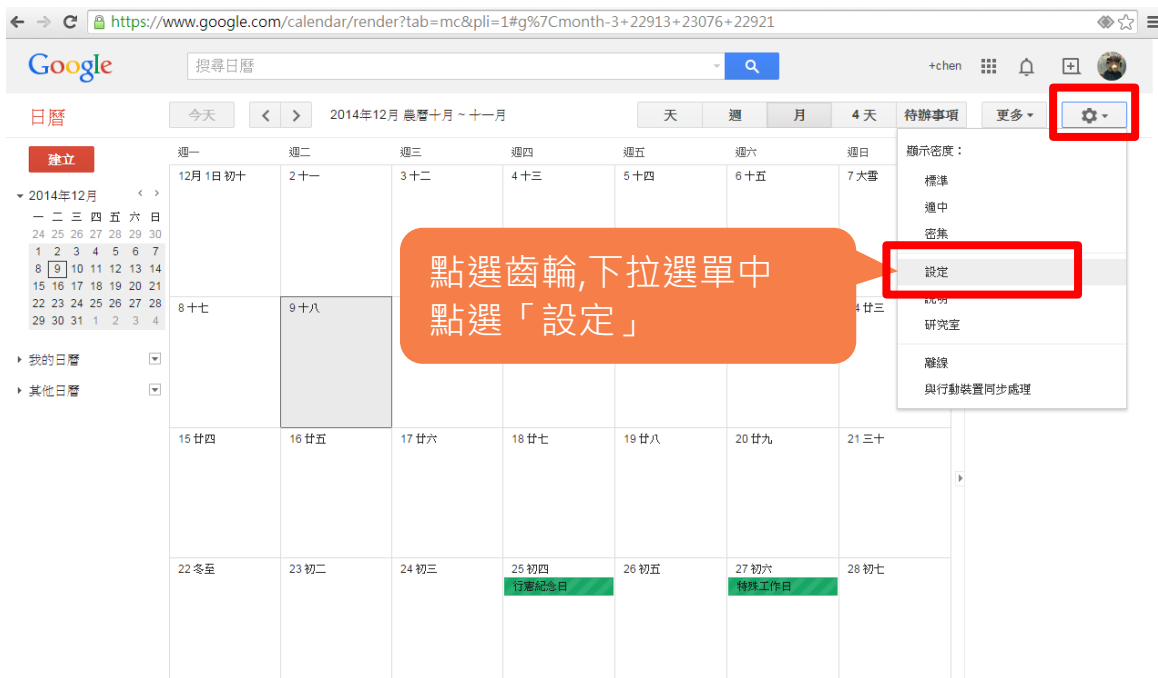 https://www.google.com/calendar/render?tab=mc&pli=1#g%7Cmonth-3+22913+23076+22921
Google
搜尋日曆
+chen
日曆
今天
2014年12月 農曆十月 ~ 十一月
天 週 月 4 天 待辦事項
更多
建立
2014年12月
一 二 三 四 五 六 日
24 25 26 27 28 29 30
1 2 3 4 5 6 7
8 9 10 11 12 13 14
15 16 17 18 19 20 21
22 23 24 25 26 27 28
29 30 31 1 2 3 4
我的日曆
其他日曆
週一 週二 週三 週四 週五 週六 週日
12月 1日 初十 2 十一 3 十二 4 十三 5 十四 6 十五 7 大雪
8 十七 9 十八 廿三
15 廿四 16 廿五 17 廿六 18 廿七 19 廿八 20 廿九 21 三十
22 冬至 23 初二 24 初三 25 初四 26 初五 27 初六 28 初七
行憲紀念日 特殊工作日
顯示密度：
標準
適中
密集
設定
說明
研究室
離線
與行動裝置同步處理
點選齒輪,下拉選單中
點選「設定」